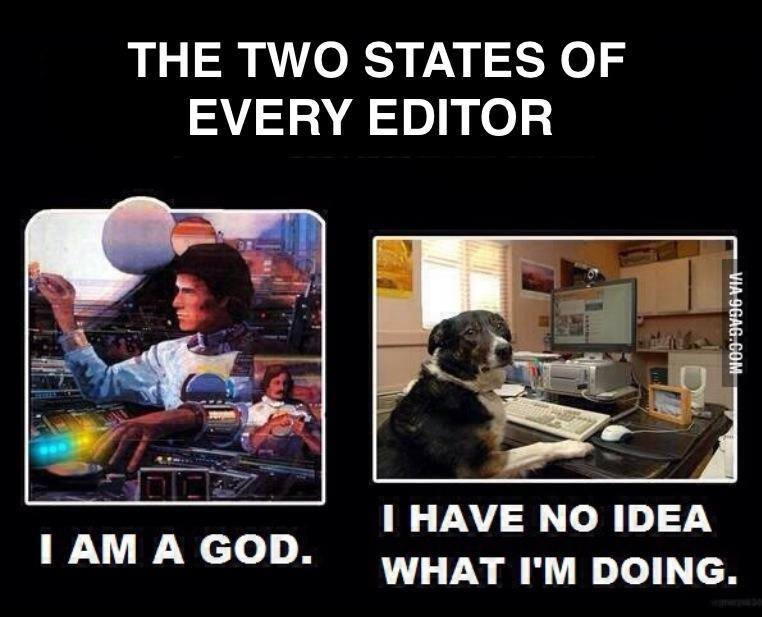 THE TWO STATES OF
EVERY EDITOR
VIA 9GAG.COM
I AM A GOD.
I HAVE NO IDEA
WHAT I'M DOING.